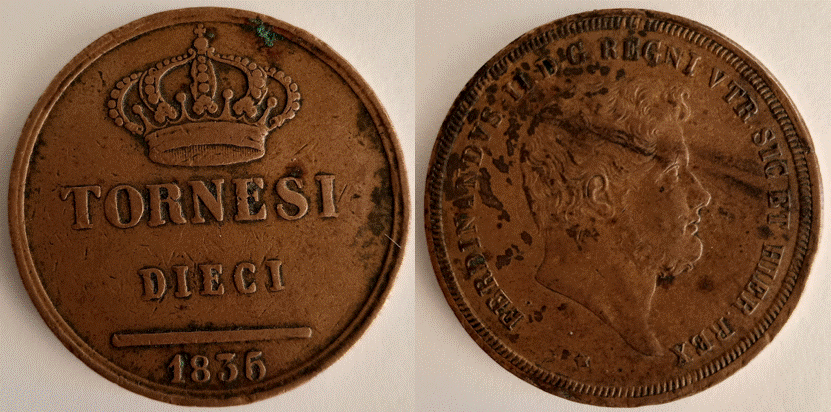 TORNESI
DIECI
1836
FERDINANDVS II D.G. REGNI VTR SIC ET HIER REX